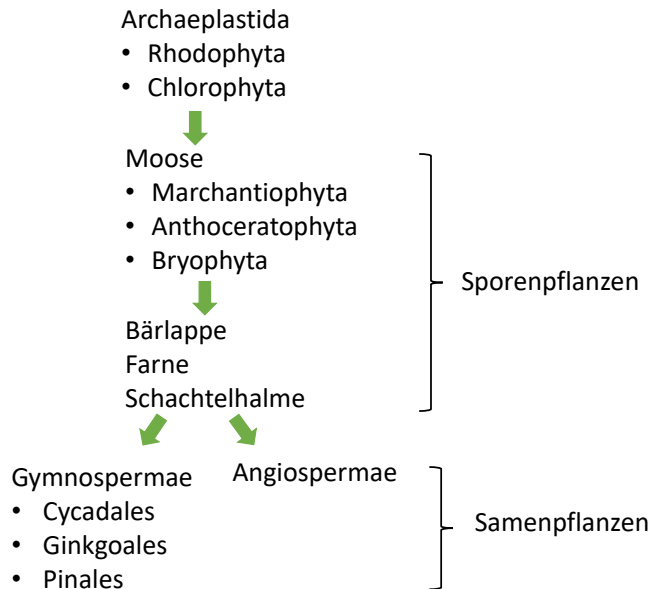 Archaeplastida
• Rhodophyta
• Chlorophyta
Moose
• Marchantiophyta
• Anthoceratophyta
• Bryophyta
Sporenpflanzen
Bärlappe
Farne
Schachtelhalme
Gymnospermae
• Cycadales
• Ginkgoales
• Pinales
Angiospermae
Samenpflanzen